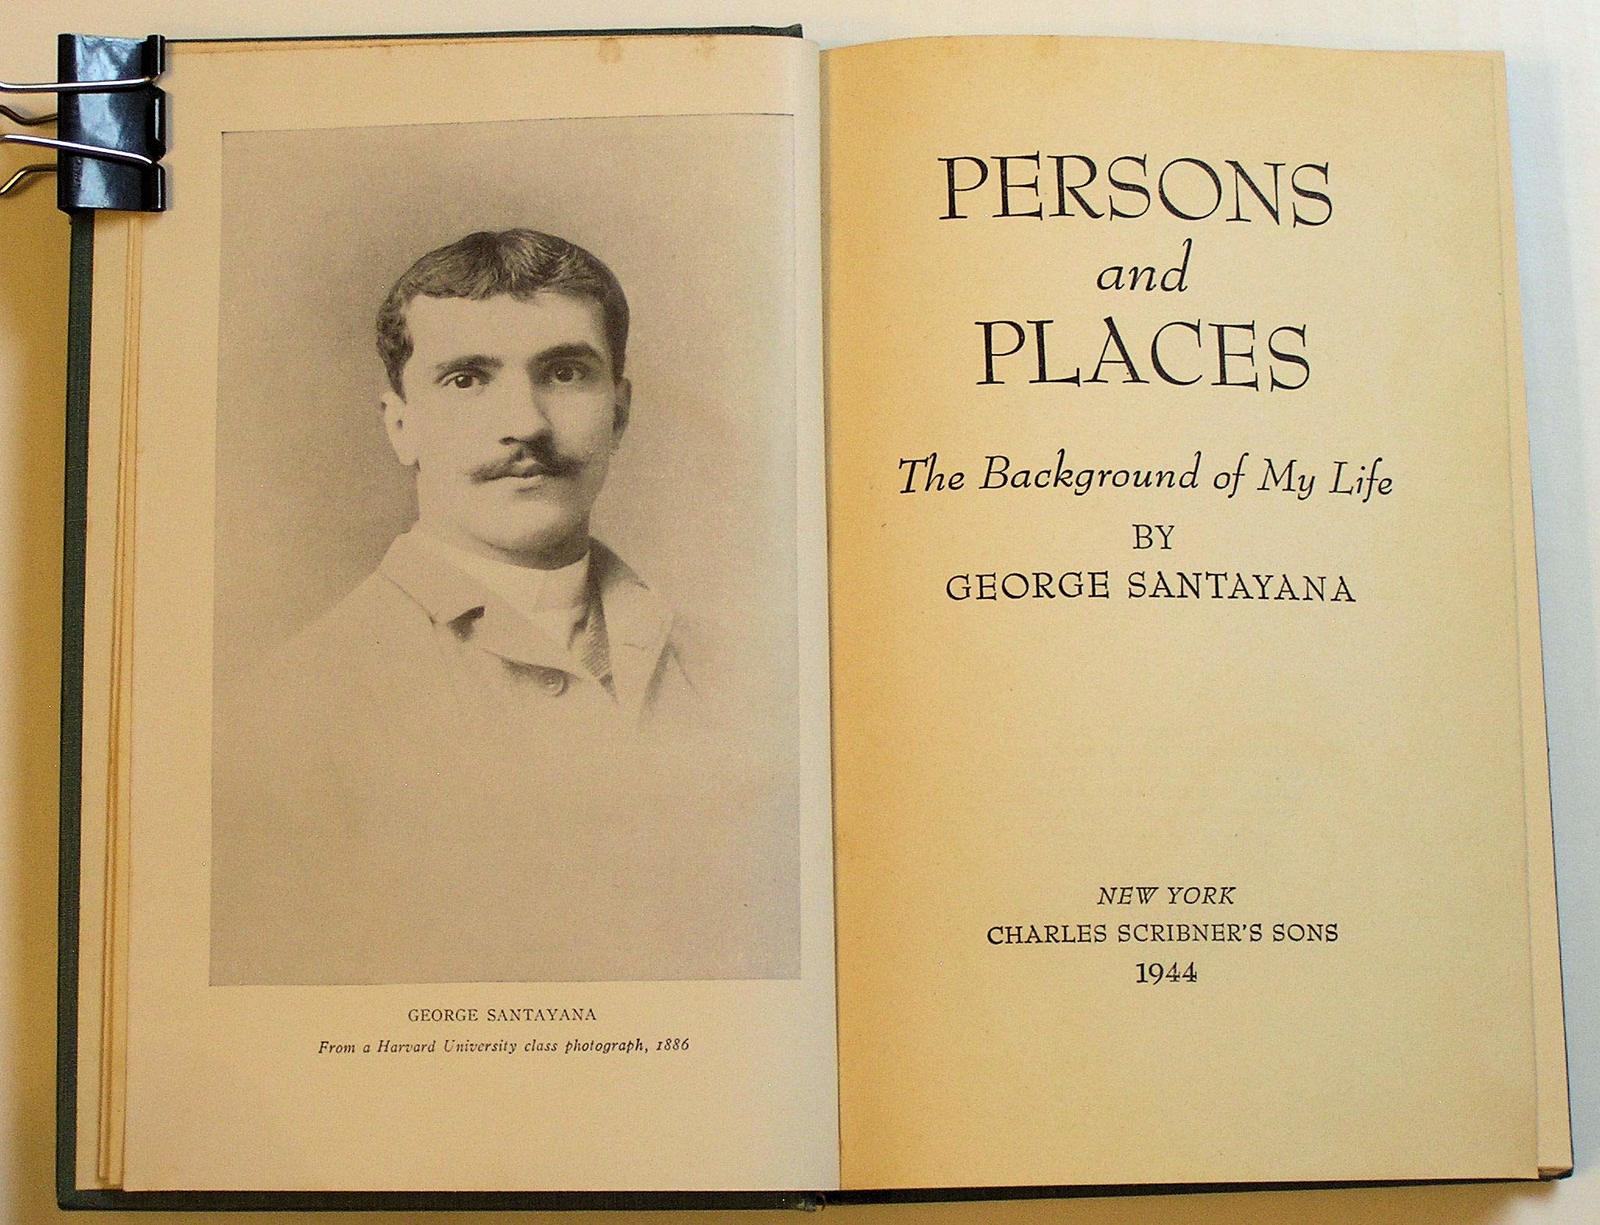 GEORGE SANTAYANA
From a Harvard University class photograph, 1886
PERSONS
and
PLACES
The Background of My Life
BY
GEORGE SANTAYANA
NEW YORK
CHARLES SCRIBNER'S SONS
1944